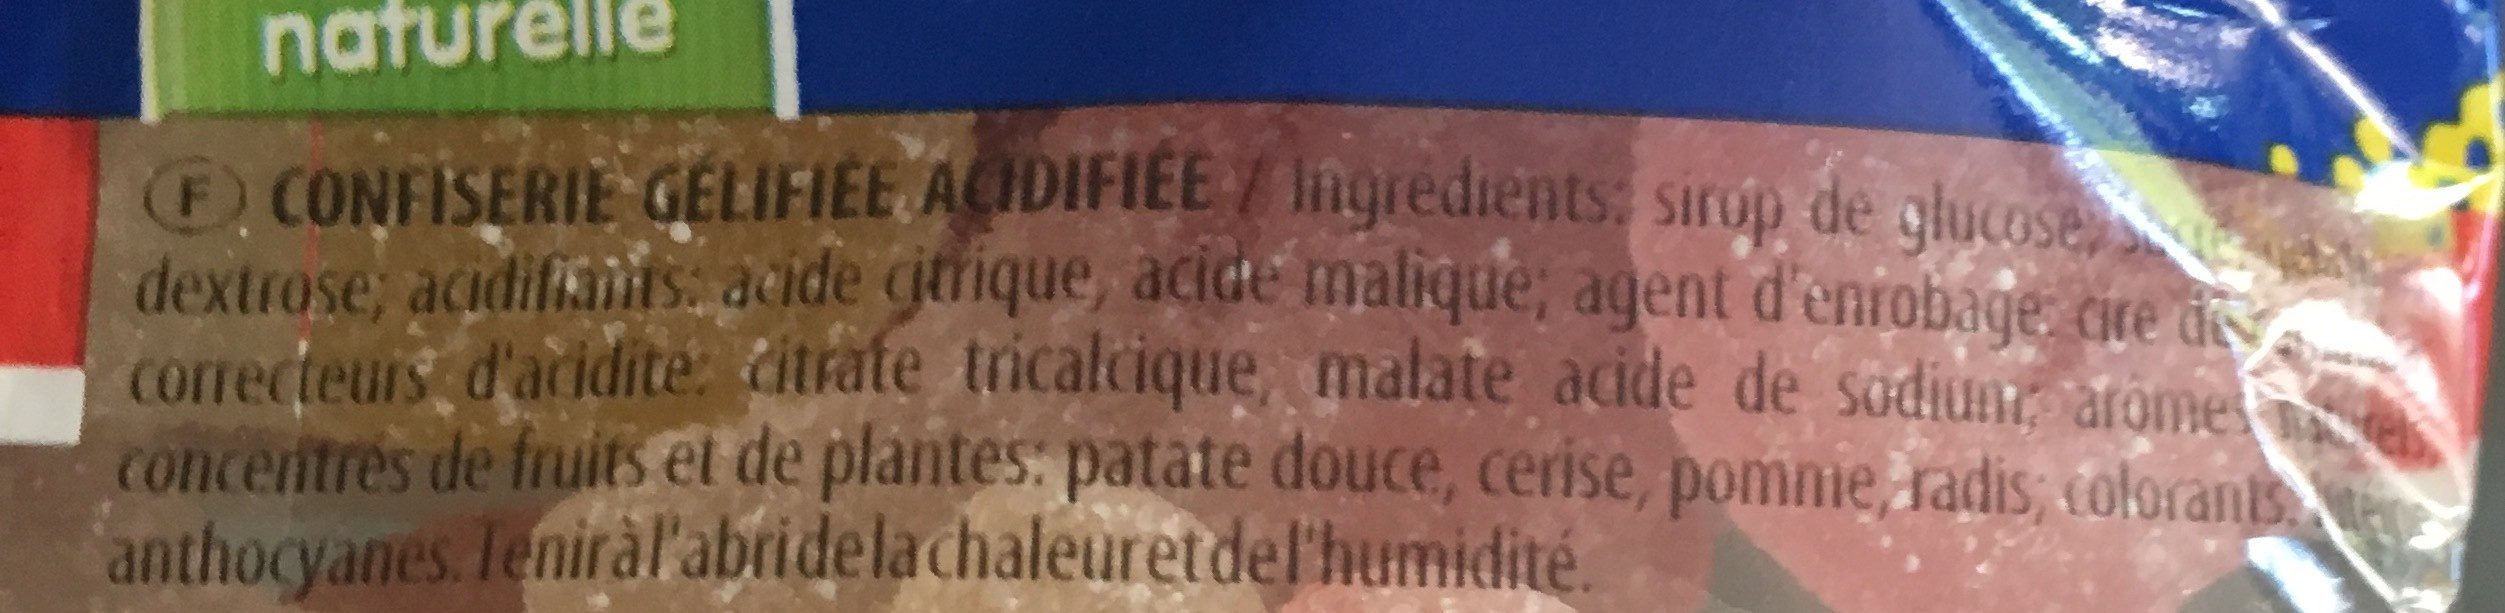 naturelle
Ⓕ CONFISERIE GÉLIFIÉE ACIDIFIÉE / Ingrédients: sirop de glucose;
dextrose; acidifiants: acide citrique, acide malique; agent d'enrobage: cire
correcteurs d'acidité: citrate tricalcique, malate acide de sodium; arômes naturels
concentrés de fruits et de plantes: patate douce, cerise, pomme, radis; colorants:
anthocyanes. Tenir à l'abri de la chaleur et de l'humidité.